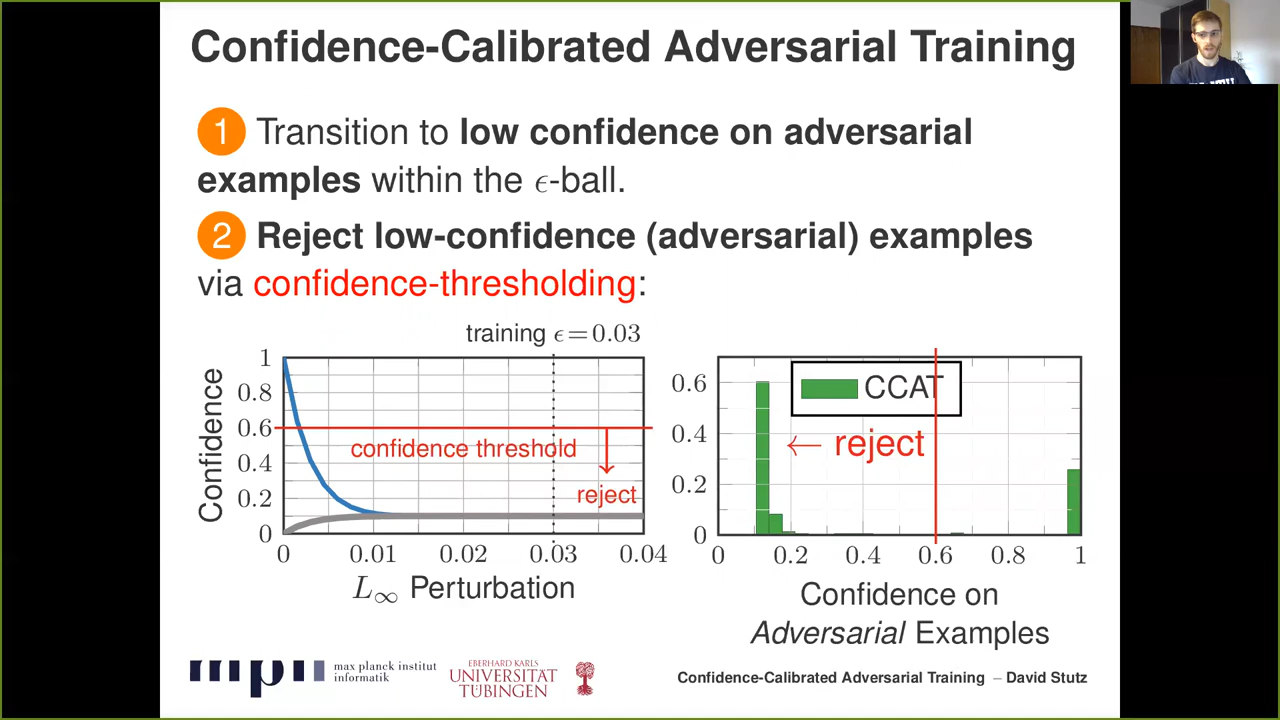 Confidence-Calibrated Adversarial Training
1 Transition to low confidence on adversarial
examples within the ϵ-ball.
2 Reject low-confidence (adversarial) examples
via confidence-thresholding:
training ϵ = 0.03
Confidence
1
0.8
0.6
0.4
0.2
0
confidence threshold
reject
0 0.01 0.02 0.03 0.04
L∞ Perturbation
0.6
0.4
0.2
0
CCAT
← reject
0 0.2 0.4 0.6 0.8 1
Confidence on
Adversarial Examples
max planck institut
informatik
EBERHARD KARLS
UNIVERSITÄT
TÜBINGEN
Confidence-Calibrated Adversarial Training – David Stutz